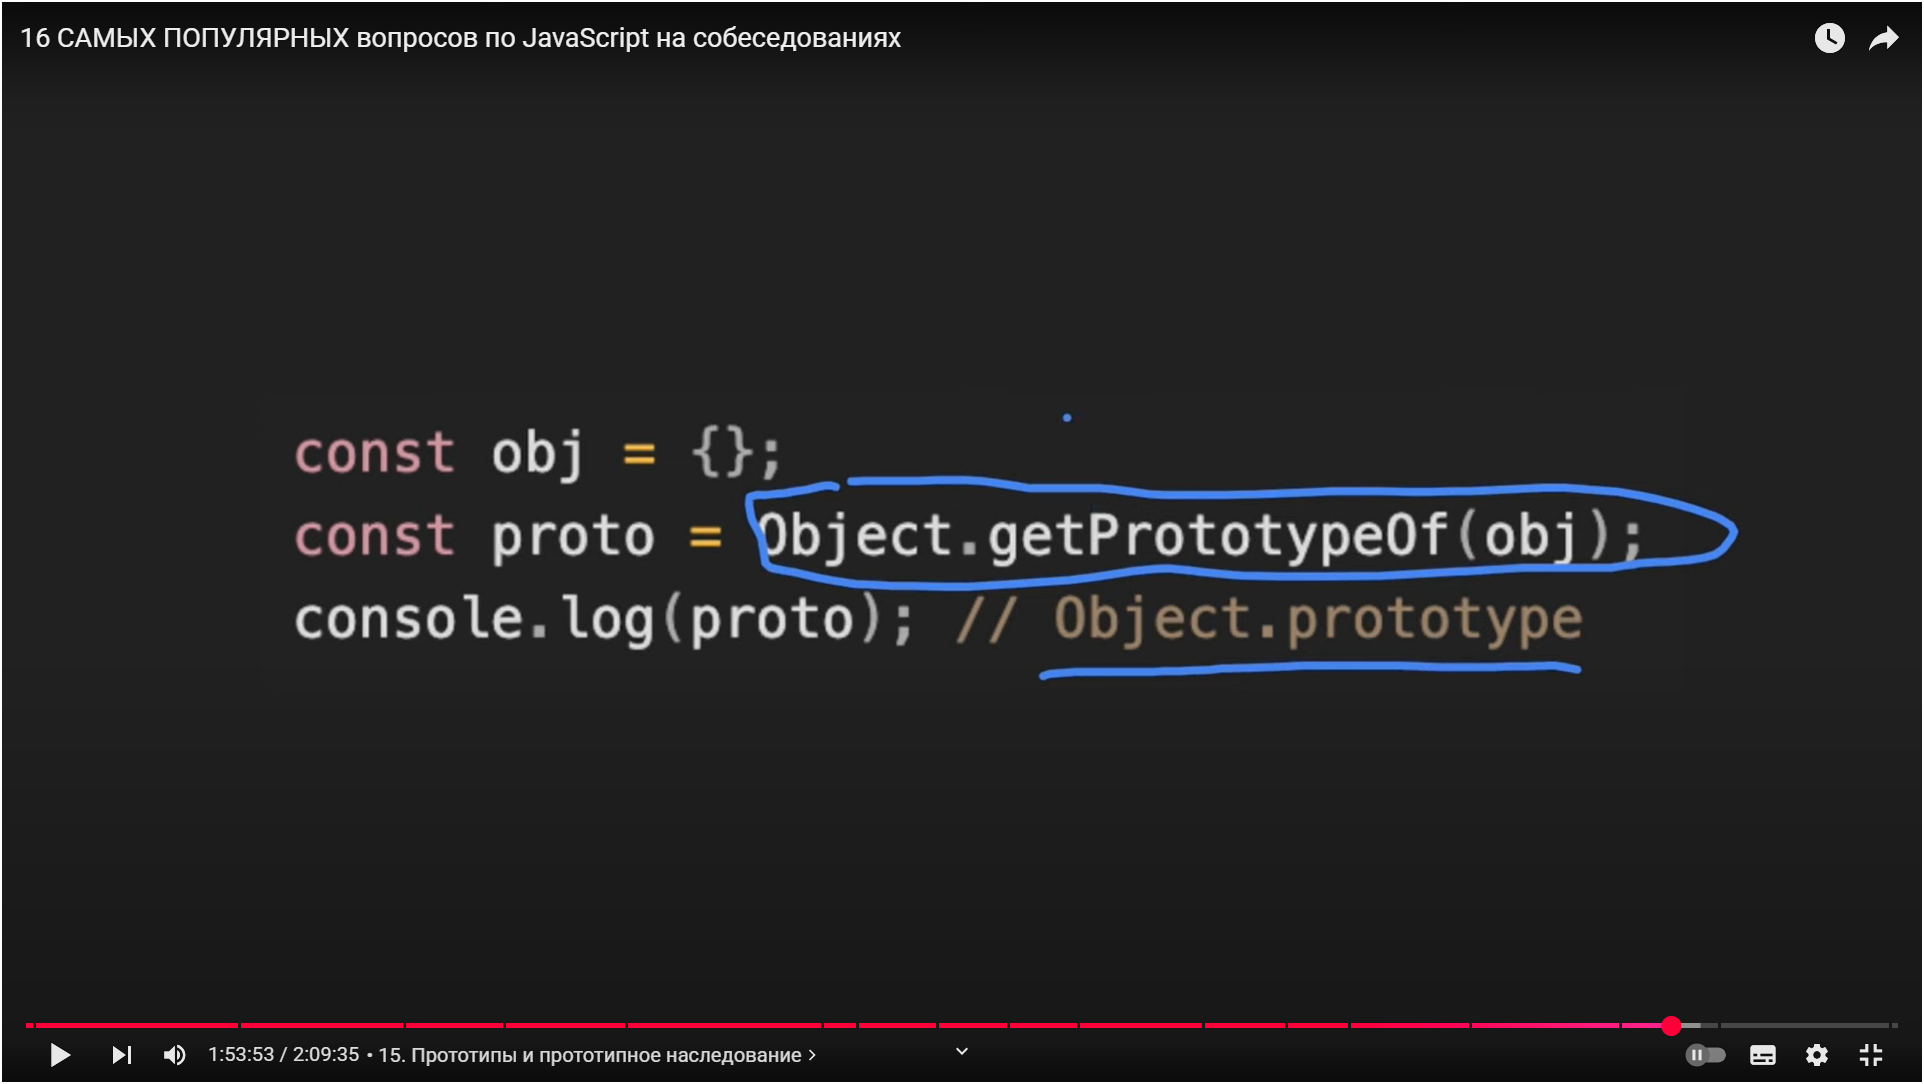 16 САМЫХ ПОПУЛЯРНЫХ вопросов по JavaScript на собеседованиях
const obj = {};
const proto = Object.getPrototypeOf(obj);
console.log(proto); // Object.prototype
1:53:53 / 2:09:35 • 15. Прототипы и прототипное наследование ›